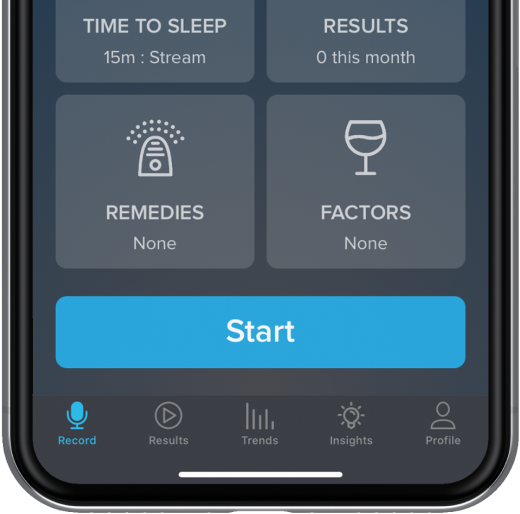 TIME TO SLEEP
15m : Stream
RESULTS
0 this month
REMEDIES
None
FACTORS
None
Start
Record
Results
Trends
Insights
Profile